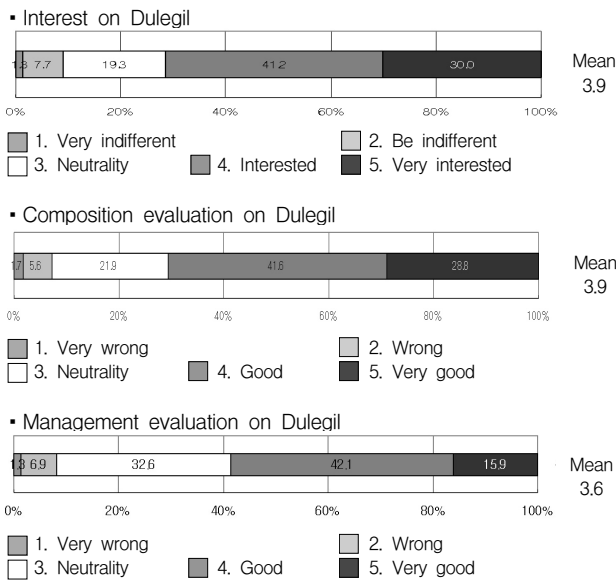 ▪ Interest on Dulegil
1.3 7.7 19.3 41.2 30.0
Mean
3.9
0% 20% 40% 60% 80% 100%
1. Very indifferent 2. Be indifferent
3. Neutrality 4. Interested 5. Very interested
▪ Composition evaluation on Dulegil
1.7 5.6 21.9 41.6 28.8
Mean
3.9
0% 20% 40% 60% 80% 100%
1. Very wrong 2. Wrong
3. Neutrality 4. Good 5. Very good
▪ Management evaluation on Dulegil
1.3 6.9 32.6 42.1 15.9
Mean
3.6
0% 20% 40% 60% 80% 100%
1. Very wrong 2. Wrong
3. Neutrality 4. Good 5. Very good